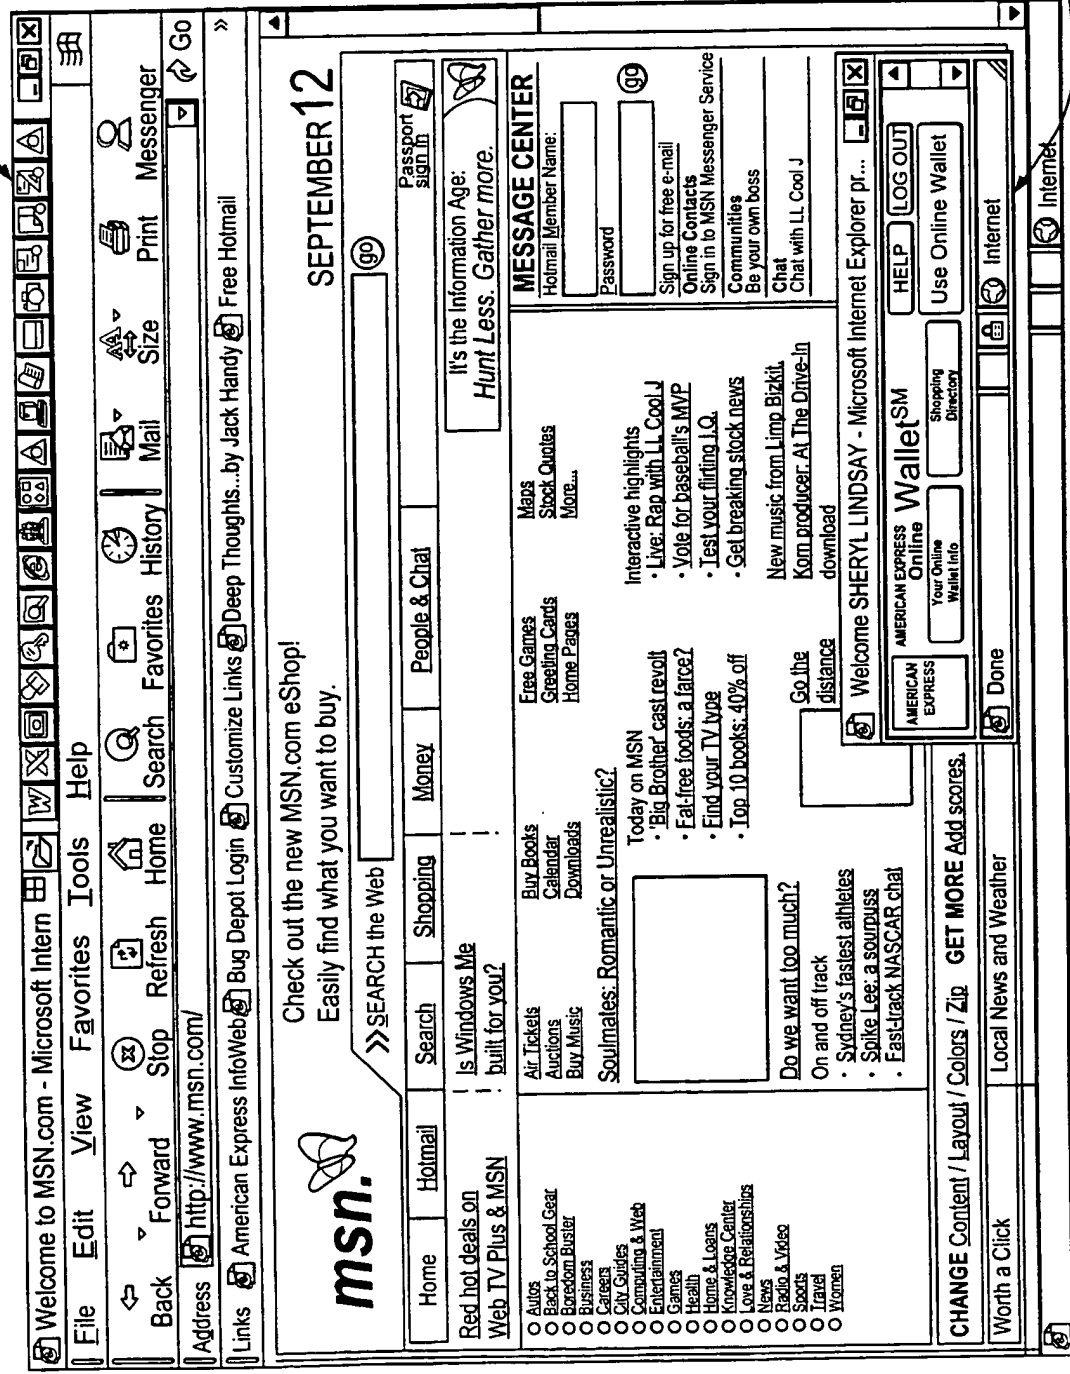 Welcome to MSN.com - Microsoft Intern
File Edit View Favorites Tools Help
Back Forward Stop Refresh Home Search Favorites History Mail Size Print Messenger
Address http://www.msn.com/ Go
Links American Express InfoWeb Bug Depot Login Customize Links Deep Thoughts...by Jack Handy Free Hotmail »
msn.
Check out the new MSN.com eShop!
Easily find what you want to buy.
SEPTEMBER 12
>>> SEARCH the Web go
Home Hotmail Search Shopping Money People & Chat
Passport
sign in
Red hot deals on
Web TV Plus & MSN
Is Windows Me
built for you?
It's the Information Age:
Hunt Less. Gather more.
Autos
Back to School Gear
Boredom Buster
Business
Careers
City Guides
Computing & Web
Entertainment
Games
Health
Home & Loans
Knowledge Center
Love & Relationships
News
Radio & Video
Sports
Travel
Women
Air Tickets
Auctions
Buy Music
Buy Books
Calendar
Downloads
Free Games
Greeting Cards
Home Pages
Maps
Stock Quotes
More...
Soulmates: Romantic or Unrealistic?
Today on MSN
· 'Big Brother' cast revolt
· Fat-free foods: a farce?
· Find your TV type
· Top 10 books: 40% off
Interactive highlights
· Live: Rap with LL Cool J
· Vote for baseball's MVP
· Test your flirting I.Q.
· Get breaking stock news
Do we want too much?
On and off track
· Sydney's fastest athletes
· Spike Lee: a sourpuss
· Fast-track NASCAR chat
Go the
distance
New music from Limp Bizkit,
Korn producer: At The Drive-In
download
MESSAGE CENTER
Hotmail Member Name:
Password
go
Sign up for free e-mail
Online Contacts
Sign in to MSN Messenger Service
Communities
Be your own boss
Chat
Chat with LL Cool J
CHANGE Content / Layout / Colors / Zip GET MORE Add scores,
Worth a Click
Local News and Weather
Welcome SHERYL LINDSAY - Microsoft Internet Explorer pr...
AMERICAN
EXPRESS
AMERICAN EXPRESS
Online WalletSM
HELP LOG OUT
Your Online
Wallet Info
Shopping
Directory
Use Online Wallet
Done Internet
Internet